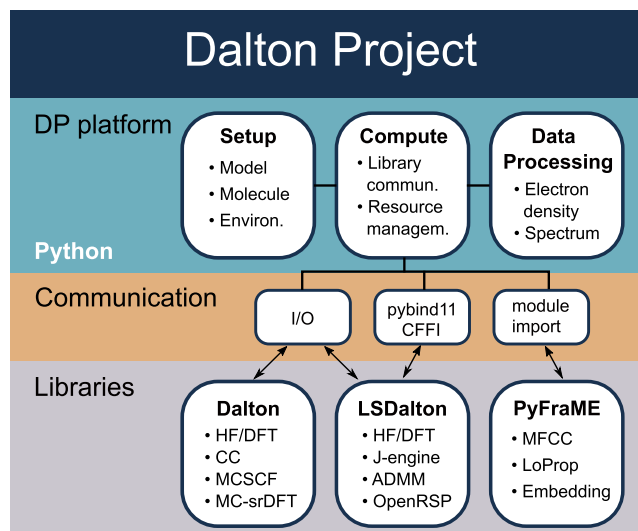 Dalton Project
DP platform
Setup
• Model
• Molecule
• Environ.
Compute
• Library
commun.
• Resource
managem.
Data
Processing
• Electron
density
• Spectrum
Python
Communication
I/O
pybind11
CFFI
module
import
Libraries
Dalton
• HF/DFT
• CC
• MCSCF
• MC-srDFT
LSDalton
• HF/DFT
• J-engine
• ADMM
• OpenRSP
PyFraME
• MFCC
• LoProp
• Embedding